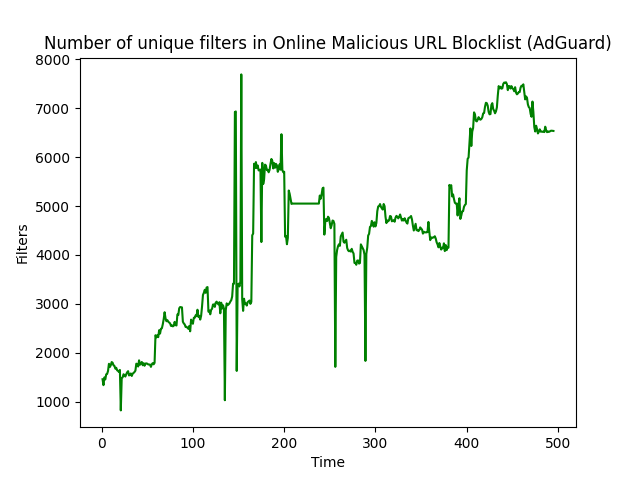 Number of unique filters in Online Malicious URL Blocklist (AdGuard)
8000
7000
6000
5000
4000
3000
2000
1000
Filters
0 100 200 300 400 500
Time